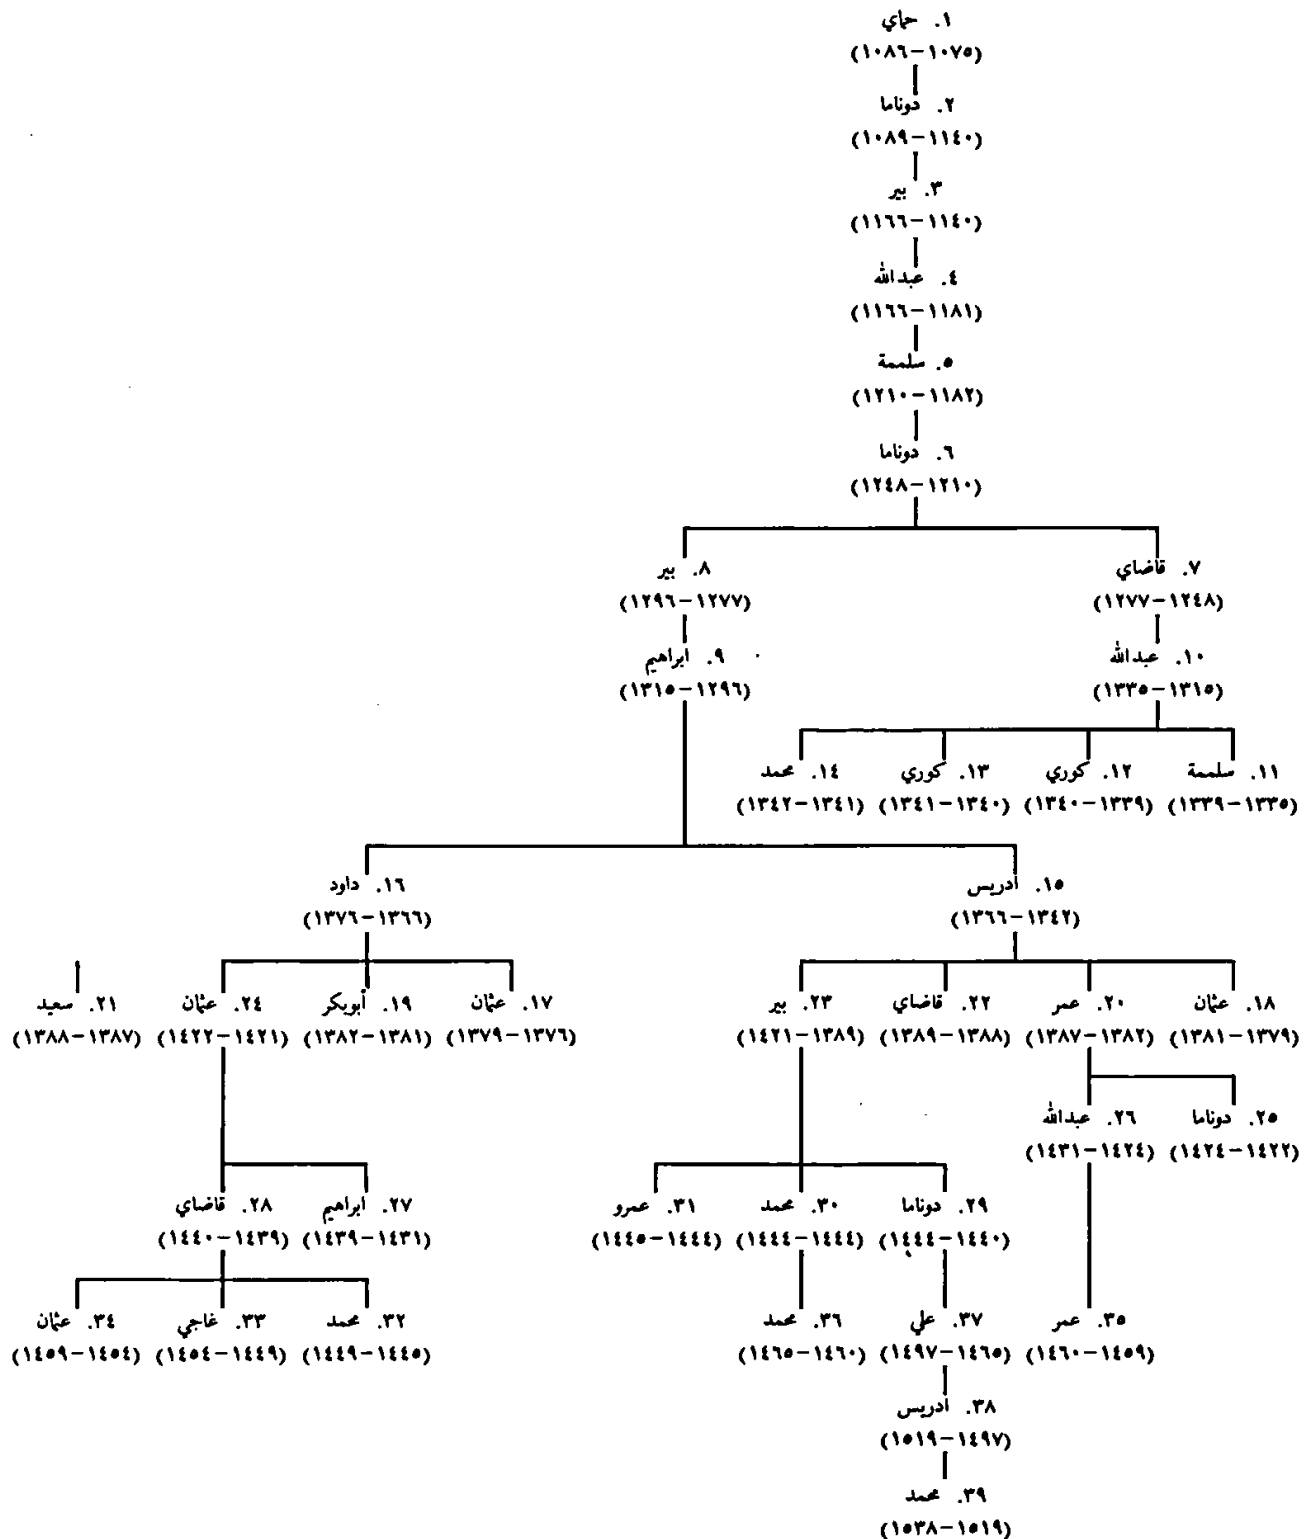 ١. حماي
(١٠٧٥–١٠٨٦)
٢. دوناما
(١١٤٠–١٠٨٩)
٣. بير
(١١٤٠–١١٦٦)
٤. عبدالله
(١١٨١–١١٦٦)
٥. سلممة
(١١٨٢–١٢١٠)
٦. دوناما
(١٢١٠–١٢٤٨)
٧. قاضاي
(١٢٤٨–١٢٧٧)
٨. بير
(١٢٧٧–١٢٩٦)
١٠. عبدالله
(١٣١٥–١٣٣٥)
٩. ابراهيم
(١٢٩٦–١٣١٥)
١١. سلممة
(١٣٣٥–١٣٣٩)
١٢. كوري
(١٣٣٩–١٣٤٠)
١٣. كوري
(١٣٤٠–١٣٤١)
١٤. محمد
(١٣٤١–١٣٤٢)
١٥. ادريس
(١٣٤٢–١٣٦٦)
١٦. داود
(١٣٦٦–١٣٧٦)
١٨. عثمان
(١٣٧٩–١٣٨١)
٢٠. عمر
(١٣٨٢–١٣٨٧)
٢٢. قاضاي
(١٣٨٨–١٣٨٩)
٢٣. بير
(١٣٨٩–١٤٢١)
١٧. عثمان
(١٣٧٦–١٣٧٩)
١٩. أبوبكر
(١٣٨١–١٣٨٢)
٢٤. عثمان
(١٤٢١–١٤٢٢)
٢١. سعيد
(١٣٨٧–١٣٨٨)
٢٥. دوناما
(١٤٢٢–١٤٢٤)
٢٦. عبدالله
(١٤٢٤–١٤٣١)
٢٩. دوناما
(١٤٤٠–١٤٤٤)
٣٠. محمد
(١٤٤٤–١٤٤٤)
٣١. عمرو
(١٤٤٤–١٤٤٥)
٢٧. ابراهيم
(١٤٣١–١٤٣٩)
٢٨. قاضاي
(١٤٣٩–١٤٤٠)
٣٥. عمر
(١٤٥٩–١٤٦٠)
٣٧. علي
(١٤٦٥–١٤٩٧)
٣٦. محمد
(١٤٦٠–١٤٦٥)
٣٢. محمد
(١٤٤٥–١٤٤٩)
٣٣. غاجي
(١٤٤٩–١٤٥٤)
٣٤. عثمان
(١٤٥٤–١٤٥٩)
٣٨. ادريس
(١٤٩٧–١٥١٩)
٣٩. محمد
(١٥١٩–١٥٣٨)